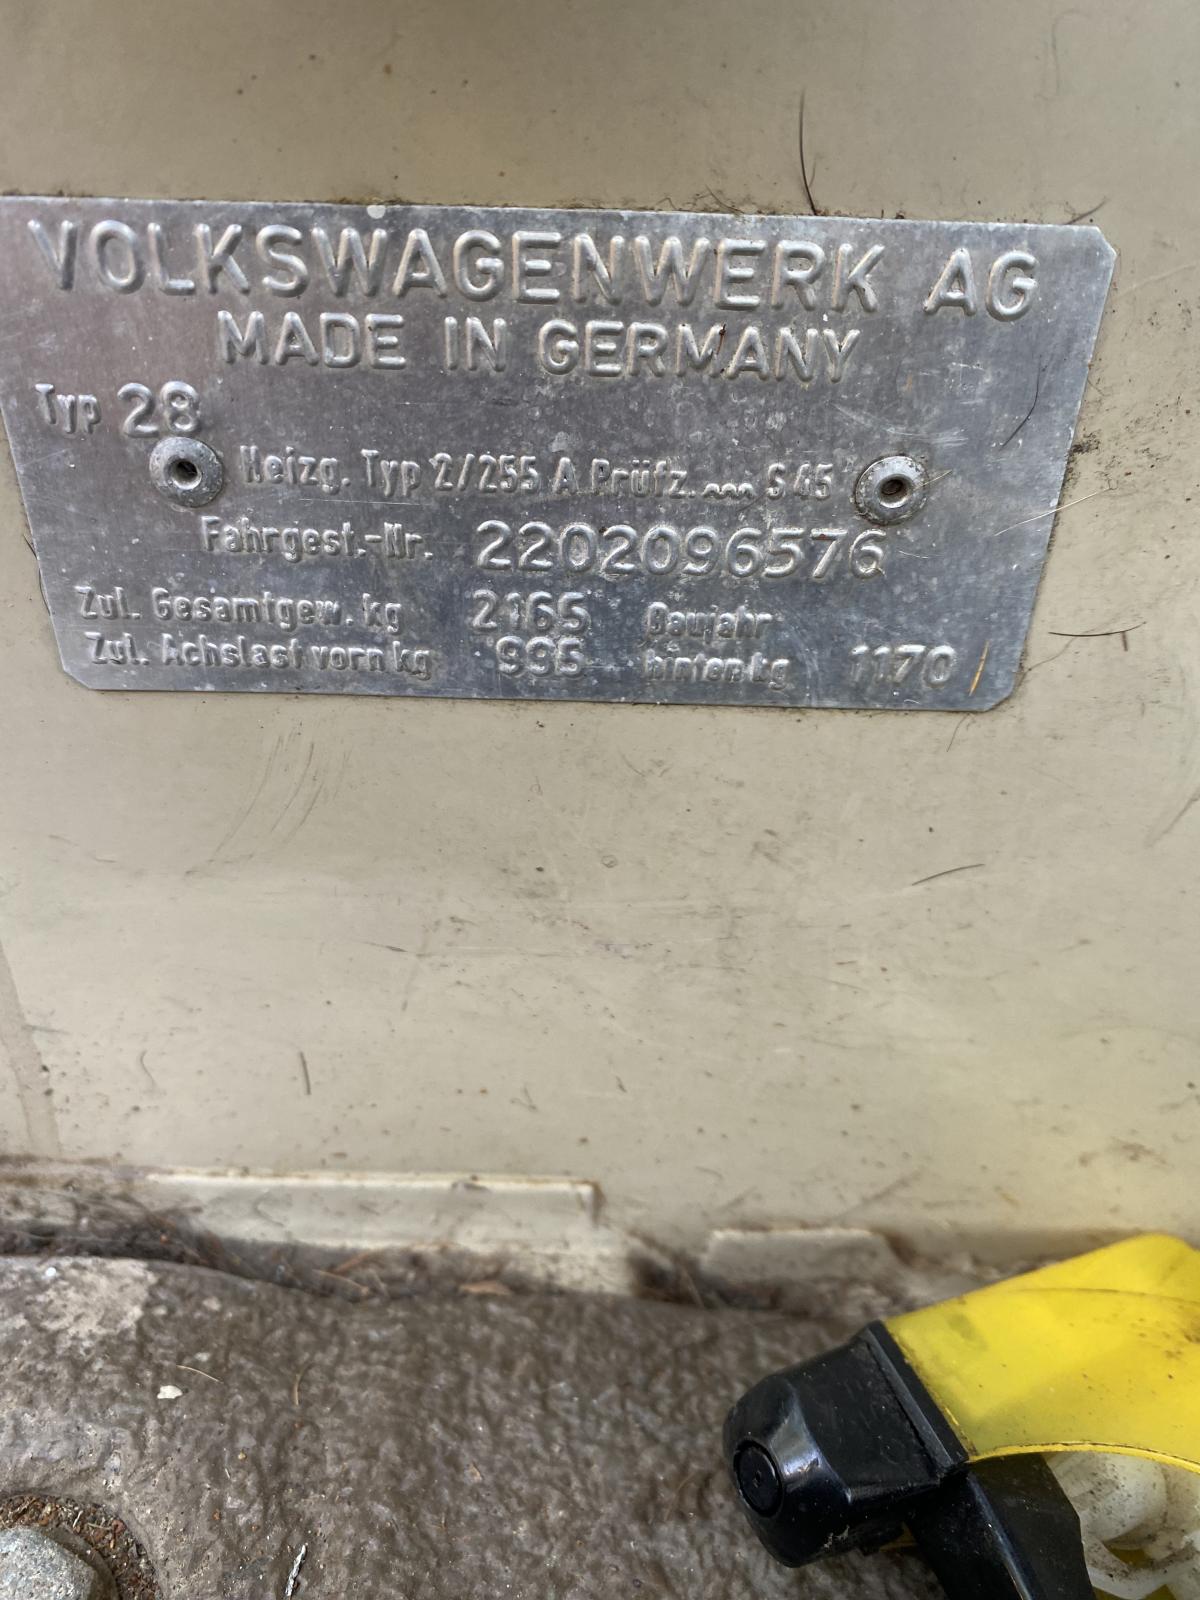 VOLKSWAGENWERK AG
MADE IN GERMANY
Typ 28
Heizg. Typ 2/255 A Prüfz. ~~~ S 45
Fahrgest.-Nr. 2202096576
Zul. Gesamtgew. kg 2165 Baujahr
Zul. Achslast vorn kg 995 hinten kg 1170